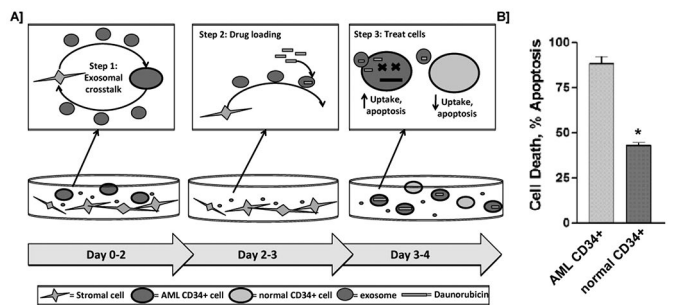 A]
Step 1:
Exosomal
crosstalk
Step 2: Drug loading
Step 3: Treat cells
↑ Uptake,
apoptosis
↓ Uptake,
apoptosis
Day 0-2
Day 2-3
Day 3-4
= Stromal cell
= AML CD34+ cell
= normal CD34+ cell
= exosome
= Daunorubicin
B]
Cell Death, % Apoptosis
100
75
50
25
0
*
AML CD34+
normal CD34+